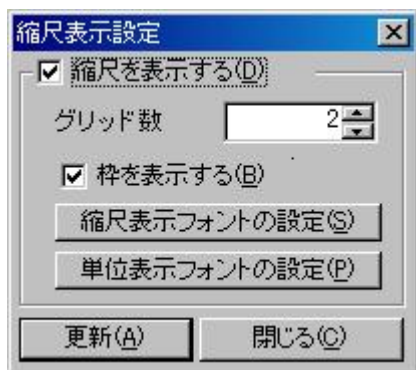 縮尺表示設定
縮尺を表示する(D)
グリッド数 2
枠を表示する(B)
縮尺表示フォントの設定(S)
単位表示フォントの設定(P)
更新(A) 閉じる(C)